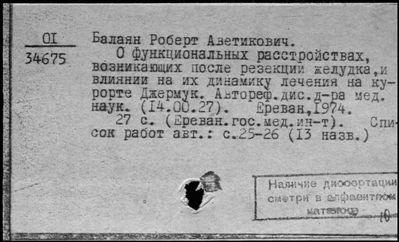 OI
34675
Балаян Роберт Аветикович.
О функциональных расстройствах,
возникающих после резекции желудка,и
влиянии на их динамику лечения на ку-
рорте Джермук. Автореф.дис.д-ра мед.
наук. (14.00.27). Ереван,1974.
27 с. (Ереван.гос.мед.ин-т). Спи-
сок работ авт.: с.25-26 (13 назв.)
Наличие диссертации
смотри в алфавитном
каталоге